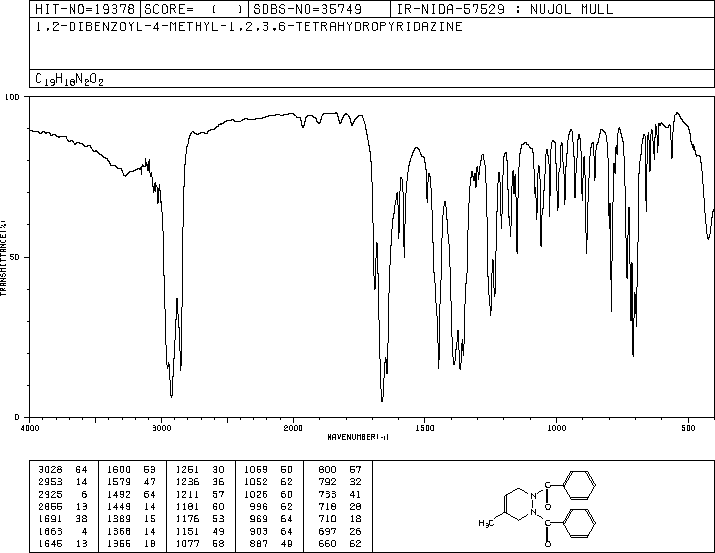 HIT-NO=19378 SCORE= ( ) SDBS-NO=35749 IR-NIDA-57529 : NUJOL MULL
1,2-DIBENZOYL-4-METHYL-1,2,3,6-TETRAHYDROPYRIDAZINE
C19H18N2O2
100
50
0
TRANSMITTANCE(%)
4000 3000 2000 1500 1000 500
WAVENUMBER(-1)
3028 64 1600 53 1251 30 1069 50 800 57
2953 14 1579 47 1236 36 1052 62 792 32
2925 6 1492 64 1211 57 1026 60 733 41
2855 13 1449 14 1181 60 996 62 718 28
1691 38 1389 15 1176 53 969 64 710 18
1663 4 1368 14 1151 49 903 64 697 26
1645 13 1355 18 1077 58 887 49 660 62
C
O
N
N
C
O
H3C